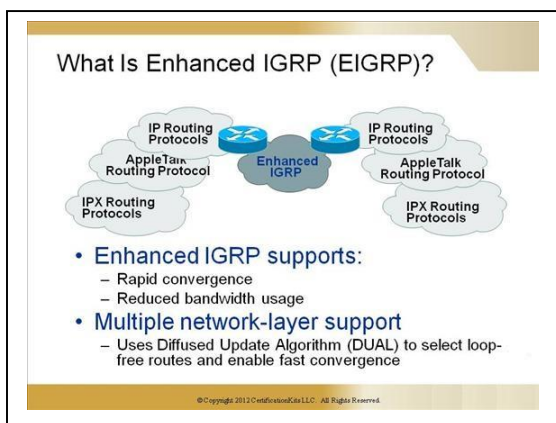 What Is Enhanced IGRP (EIGRP)?
IP Routing
Protocols
AppleTalk
Routing Protocol
IPX Routing
Protocols
Enhanced
IGRP
IP Routing
Protocols
AppleTalk
Routing Protocol
IPX Routing
Protocols
• Enhanced IGRP supports:
– Rapid convergence
– Reduced bandwidth usage
• Multiple network-layer support
– Uses Diffused Update Algorithm (DUAL) to select loop-
free routes and enable fast convergence
© Copyright 2012 CertificationKits LLC. All Rights Reserved.